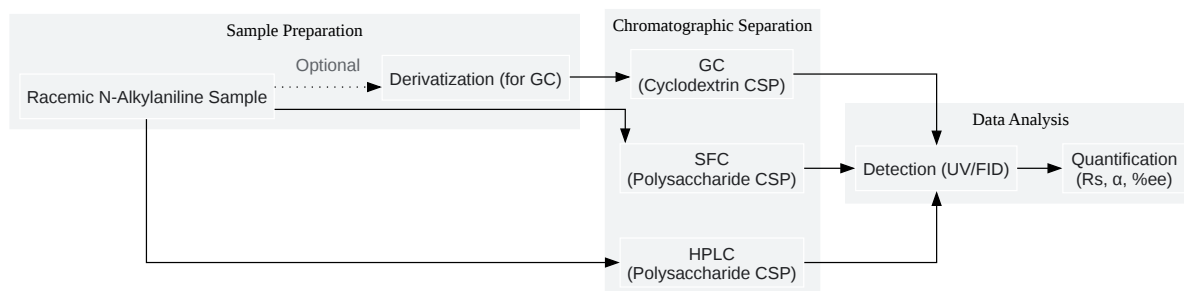 Sample Preparation
Chromatographic Separation
Optional
Racemic N-Alkylaniline Sample
Derivatization (for GC)
GC
(Cyclodextrin CSP)
Data Analysis
SFC
(Polysaccharide CSP)
Detection (UV/FID)
Quantification
(Rs, α, %ee)
HPLC
(Polysaccharide CSP)